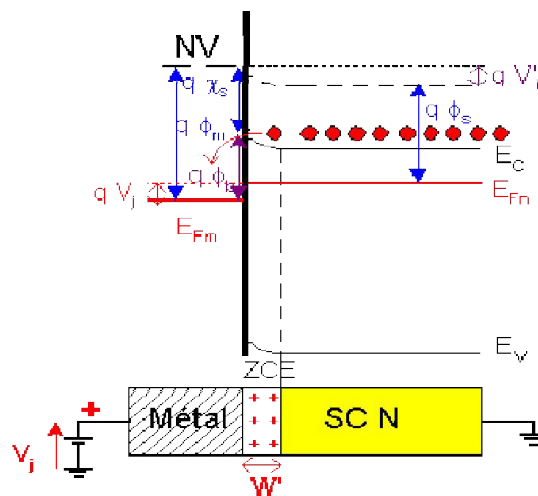 NV
q V'i
q χs
q ϕs
q ϕm
EC
q ϕb
q Vj
EFn
EFm
EV
ZCE
+ + + + + +
Métal
SC N
+
Vj
W'